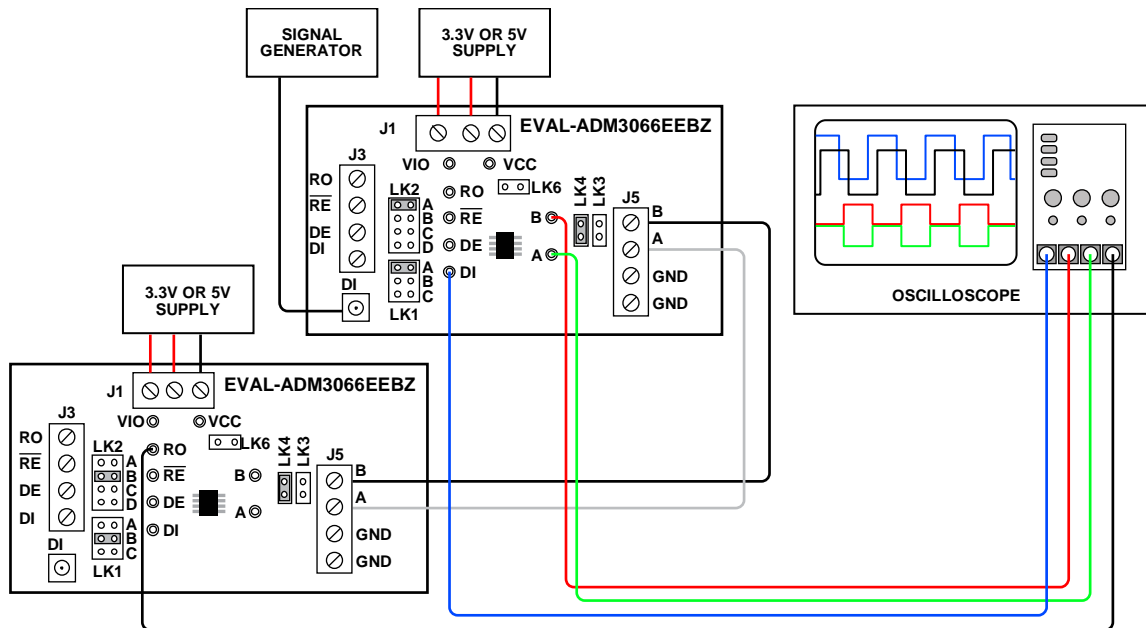 SIGNAL
GENERATOR
3.3V OR 5V
SUPPLY
J1
EVAL-ADM3066EEBZ
J3
VIO
VCC
RO
RE
DE
DI
LK2
A
B
C
D
RO
RE
DE
DI
LK6
LK4
LK3
B
A
J5
B
A
GND
GND
DI
A
B
C
LK1
OSCILLOSCOPE
3.3V OR 5V
SUPPLY
J1
EVAL-ADM3066EEBZ
J3
VIO
VCC
RO
RE
DE
DI
LK2
A
B
C
D
RO
RE
DE
DI
LK6
LK4
LK3
B
A
J5
B
A
GND
GND
DI
A
B
C
LK1